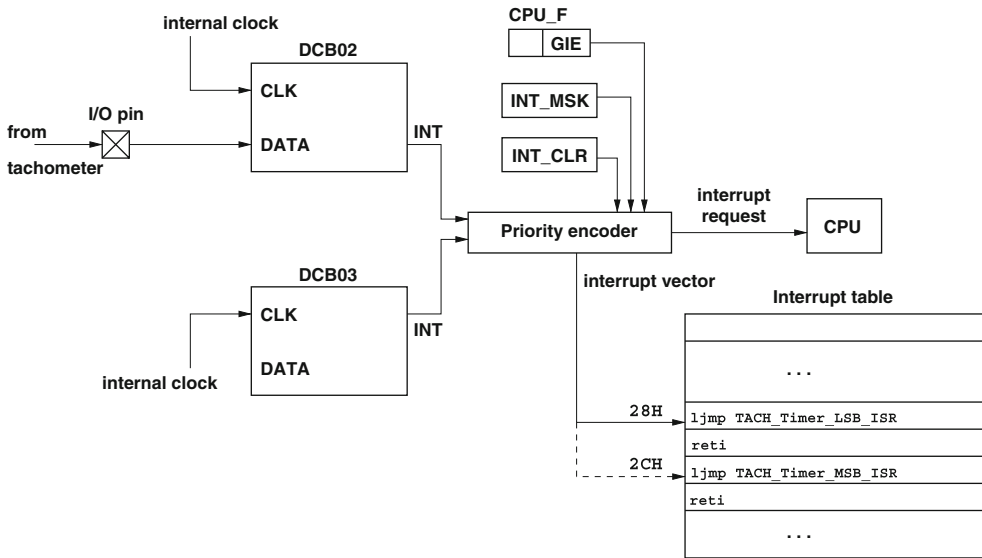 internal clock
CPU_F
GIE
DCB02
CLK
INT_MSK
I/O pin
from
DATA
INT
INT_CLR
tachometer
interrupt
request
Priority encoder
CPU
DCB03
interrupt vector
Interrupt table
CLK
INT
DATA
internal clock
...
28H
ljmp TACH_Timer_LSB_ISR
reti
2CH
ljmp TACH_Timer_MSB_ISR
reti
...